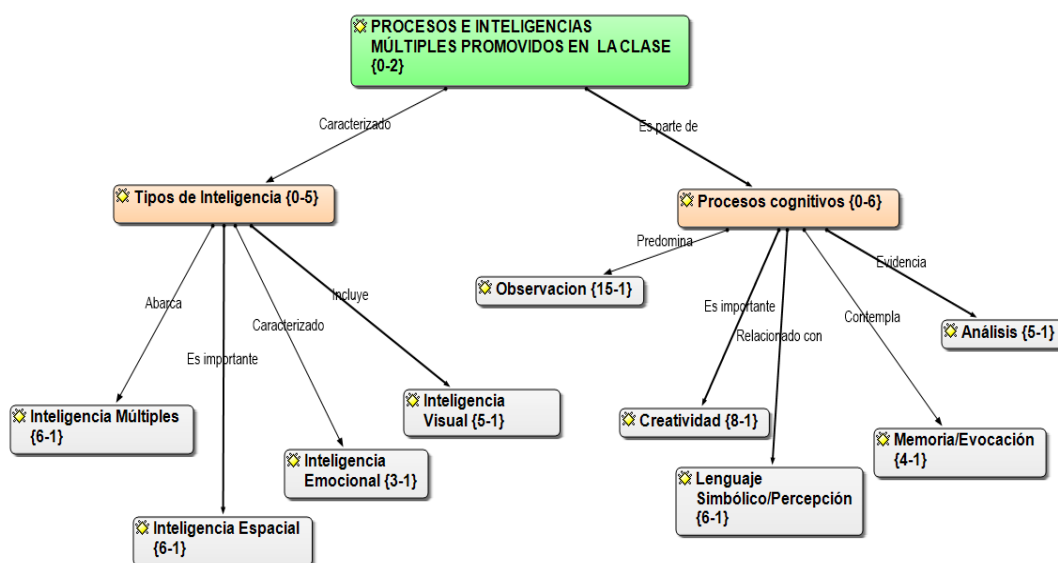 PROCESOS E INTELIGENCIAS
MÚLTIPLES PROMOVIDOS EN LA CLASE
{0-2}
Caracterizado
Es parte de
Tipos de Inteligencia {0-5}
Procesos cognitivos {0-6}
Predomina
Evidencia
Observacion {15-1}
Incluye
Abarca
Es importante
Contempla
Caracterizado
Relacionado con
Análisis {5-1}
Es importante
Inteligencia
Visual {5-1}
Inteligencia Múltiples
{6-1}
Creatividad {8-1}
Memoria/Evocación
{4-1}
Inteligencia
Emocional {3-1}
Lenguaje
Simbólico/Percepción
{6-1}
Inteligencia Espacial
{6-1}